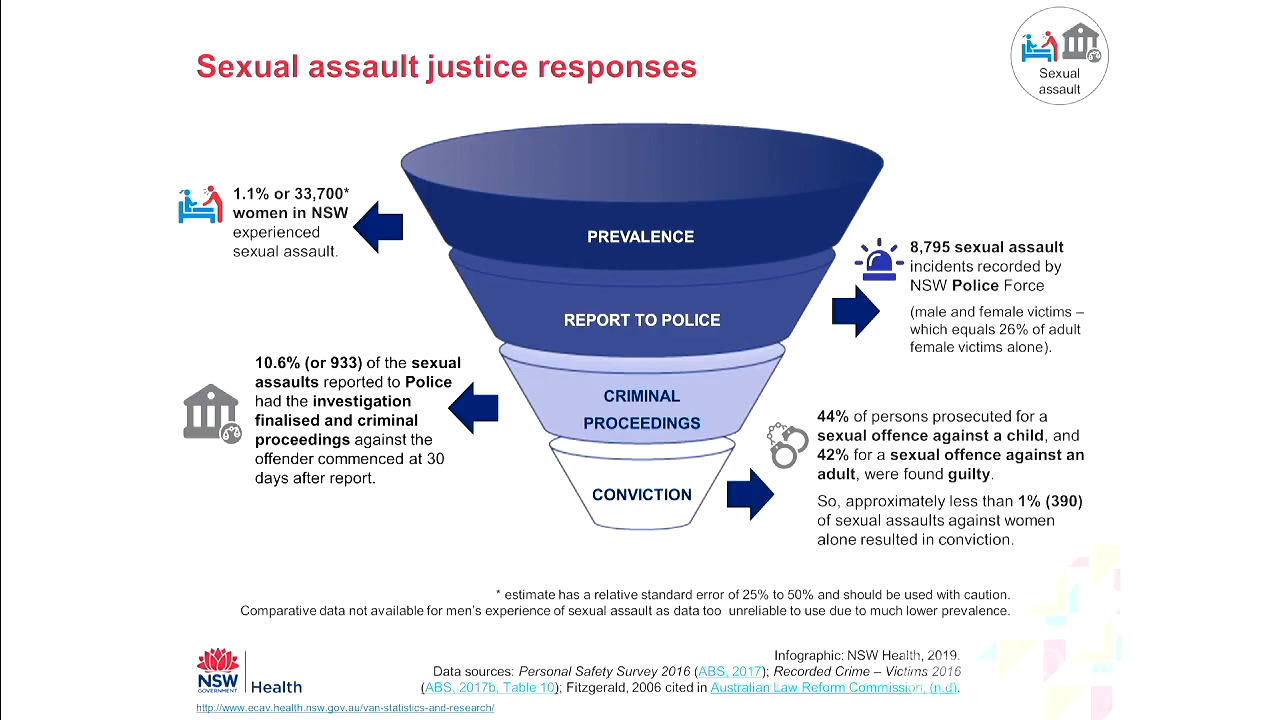 Sexual assault justice responses
Sexual
assault
1.1% or 33,700*
women in NSW
experienced
sexual assault.
PREVALENCE
8,795 sexual assault
incidents recorded by
NSW Police Force
(male and female victims –
which equals 26% of adult
female victims alone).
REPORT TO POLICE
10.6% (or 933) of the sexual
assaults reported to Police
had the investigation
finalised and criminal
proceedings against the
offender commenced at 30
days after report.
CRIMINAL
PROCEEDINGS
44% of persons prosecuted for a
sexual offence against a child, and
42% for a sexual offence against an
adult, were found guilty.
So, approximately less than 1% (390)
of sexual assaults against women
alone resulted in conviction.
CONVICTION
* estimate has a relative standard error of 25% to 50% and should be used with caution.
Comparative data not available for men's experience of sexual assault as data too unreliable to use due to much lower prevalence.
Infographic: NSW Health, 2019.
Data sources: Personal Safety Survey 2016 (ABS, 2017); Recorded Crime – Victims 2016
(ABS, 2017b, Table 10); Fitzgerald, 2006 cited in Australian Law Reform Commission, (n.d).
NSW
GOVERNMENT
Health
http://www.ecav.health.nsw.gov.au/van-statistics-and-research/